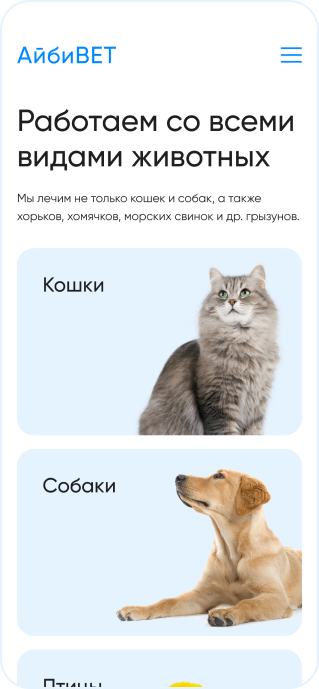 АйбиВЕТ
Работаем со всеми
видами животных
Мы лечим не только кошек и собак, а также
хорьков, хомячков, морских свинок и др. грызунов.
Кошки
Собаки
Птицы